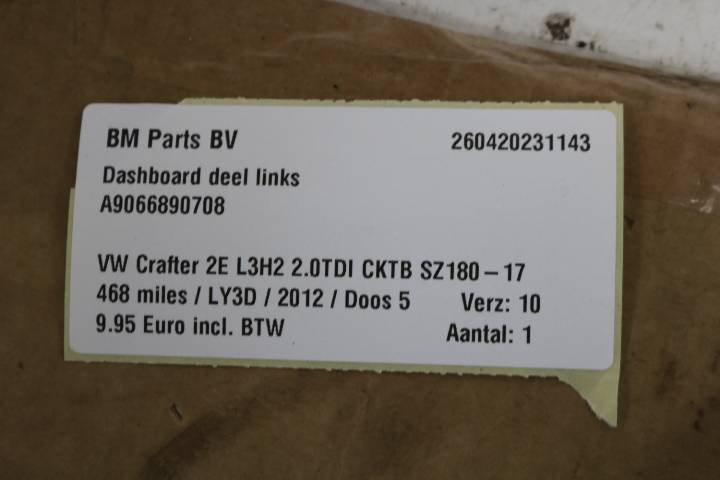 BM Parts BV 260420231143
Dashboard deel links
A9066890708
VW Crafter 2E L3H2 2.0TDI CKTB SZ180-17
468 miles / LY3D / 2012 / Doos 5 Verz: 10
9.95 Euro incl. BTW Aantal: 1